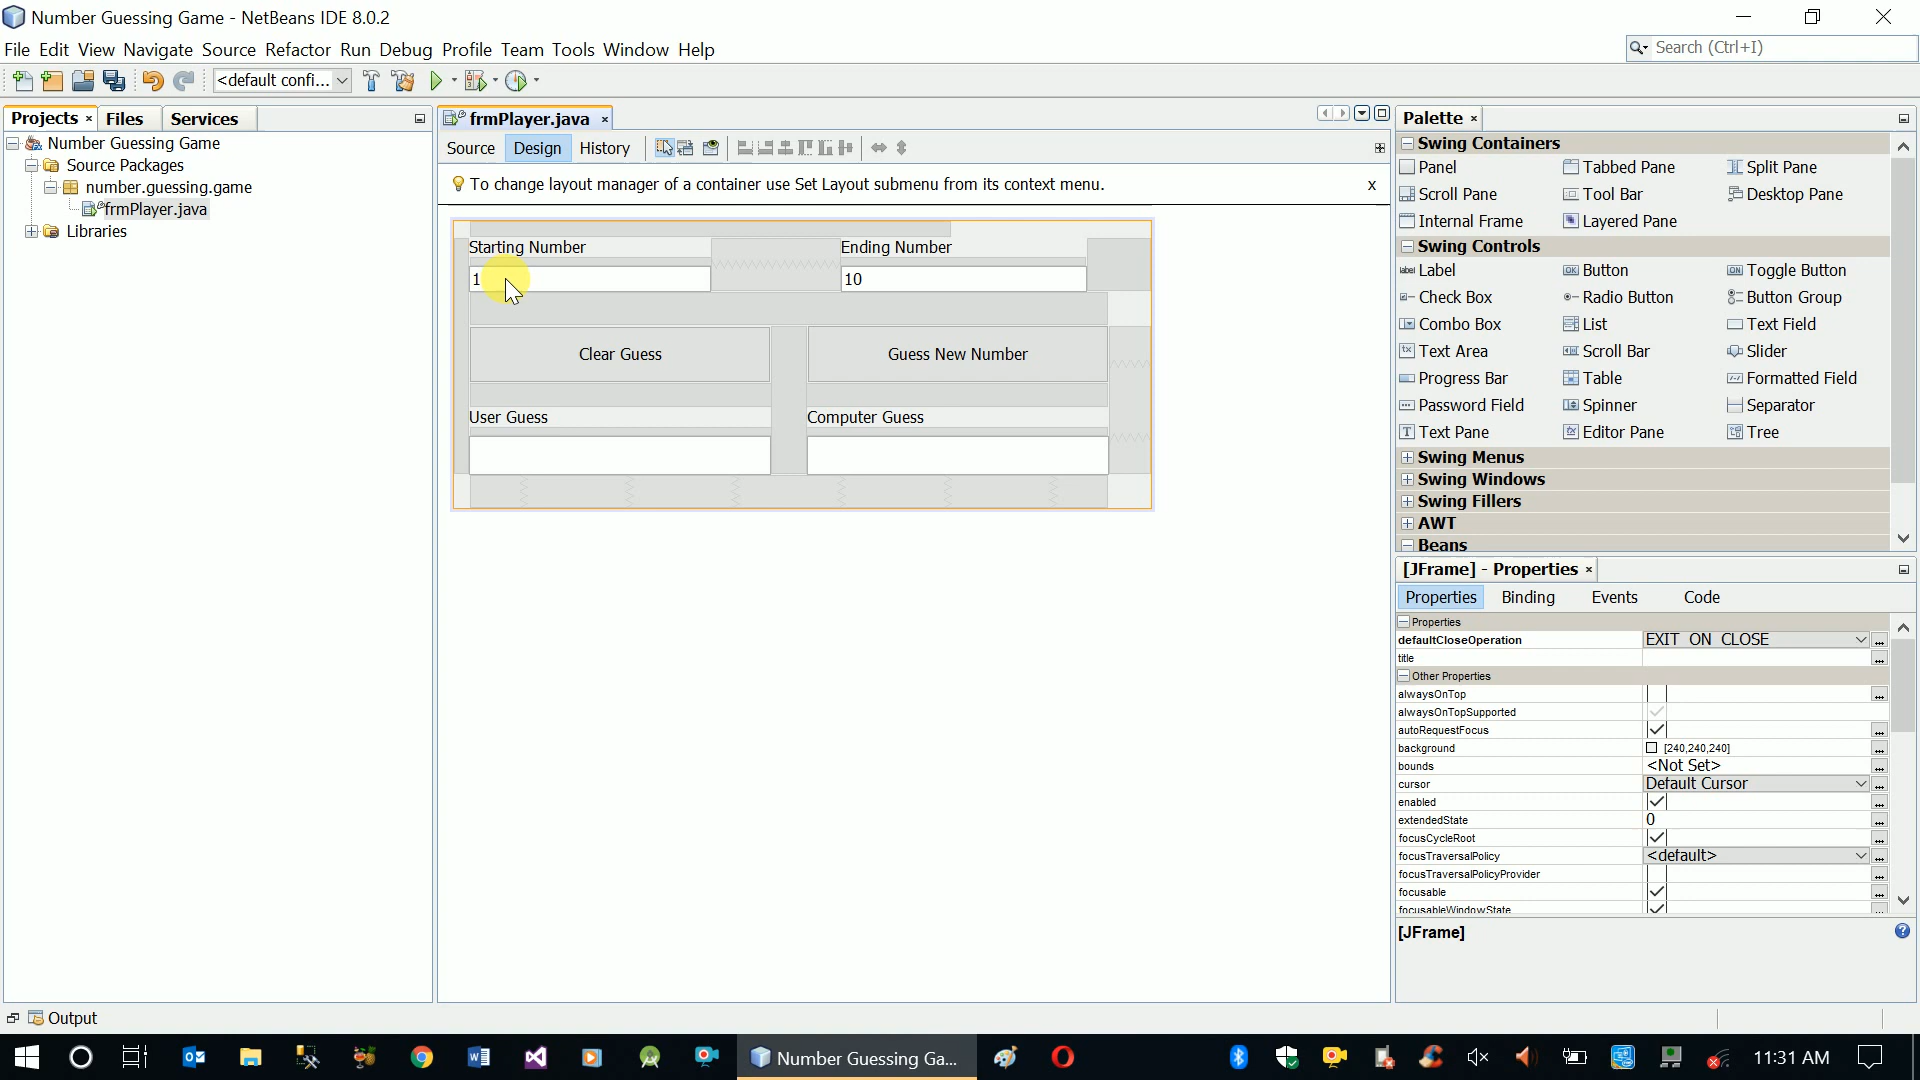 Number Guessing Game - NetBeans IDE 8.0.2
File Edit View Navigate Source Refactor Run Debug Profile Team Tools Window Help
Search (Ctrl+I)
<default confi...
Projects Files Services
Number Guessing Game
Source Packages
number.guessing.game
frmPlayer.java
Libraries
frmPlayer.java
Source Design History
To change layout manager of a container use Set Layout submenu from its context menu.
x
Starting Number Ending Number
1 10
Clear Guess Guess New Number
User Guess Computer Guess
Palette
Swing Containers
Panel Tabbed Pane Split Pane
Scroll Pane Tool Bar Desktop Pane
Internal Frame Layered Pane
Swing Controls
Label Button Toggle Button
Check Box Radio Button Button Group
Combo Box List Text Field
Text Area Scroll Bar Slider
Progress Bar Table Formatted Field
Password Field Spinner Separator
Text Pane Editor Pane Tree
Swing Menus
Swing Windows
Swing Fillers
AWT
Beans
[JFrame] - Properties
Properties Binding Events Code
Properties
defaultCloseOperation EXIT_ON_CLOSE ...
title ...
Other Properties
alwaysOnTop ...
alwaysOnTopSupported
autoRequestFocus ...
background [240,240,240] ...
bounds <Not Set> ...
cursor Default Cursor ...
enabled ...
extendedState 0 ...
focusCycleRoot ...
focusTraversalPolicy <default> ...
focusTraversalPolicyProvider ...
focusable ...
focusableWindowState ...
[JFrame]
Output
Number Guessing Ga...
11:31 AM